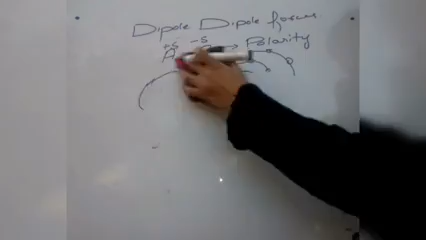 Dipole Dipole forces
+δ -δ
A → Polarity